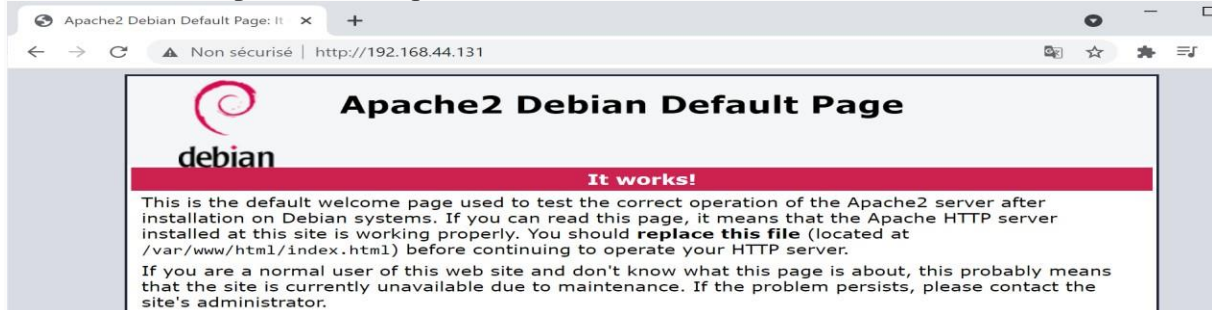 Apache2 Debian Default Page: It
Non sécurisé | http://192.168.44.131
debian
Apache2 Debian Default Page
It works!
This is the default welcome page used to test the correct operation of the Apache2 server after
installation on Debian systems. If you can read this page, it means that the Apache HTTP server
installed at this site is working properly. You should replace this file (located at
/var/www/html/index.html) before continuing to operate your HTTP server.
If you are a normal user of this web site and don't know what this page is about, this probably means
that the site is currently unavailable due to maintenance. If the problem persists, please contact the
site's administrator.